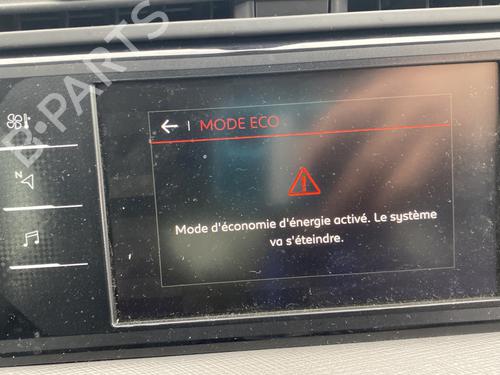 B-PARTS
MODE ECO
N
Mode d'économie d'énergie activé. Le système
va s'éteindre.